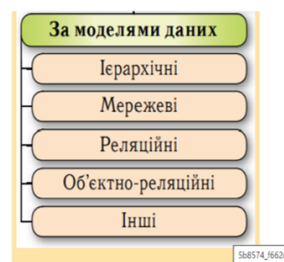 За моделями даних
Ієрархічні
Мережеві
Реляційні
Об’єктно-реляційні
Інші